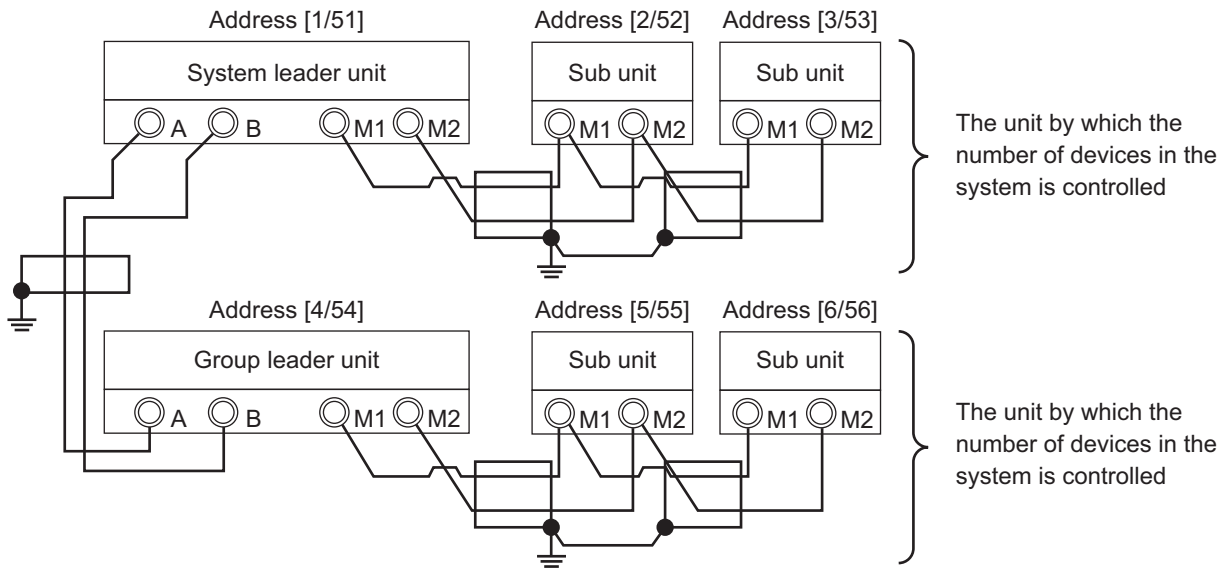 Address [1/51]
Address [2/52]
Address [3/53]
System leader unit
Sub unit
Sub unit
A
B
M1
M2
M1
M2
M1
M2
The unit by which the
number of devices in the
system is controlled
Address [4/54]
Address [5/55]
Address [6/56]
Group leader unit
Sub unit
Sub unit
A
B
M1
M2
M1
M2
M1
M2
The unit by which the
number of devices in the
system is controlled